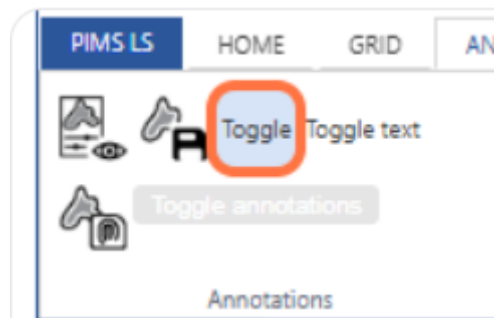 PIMS LS HOME GRID AN
Toggle Toggle text
Toggle annotations
Annotations